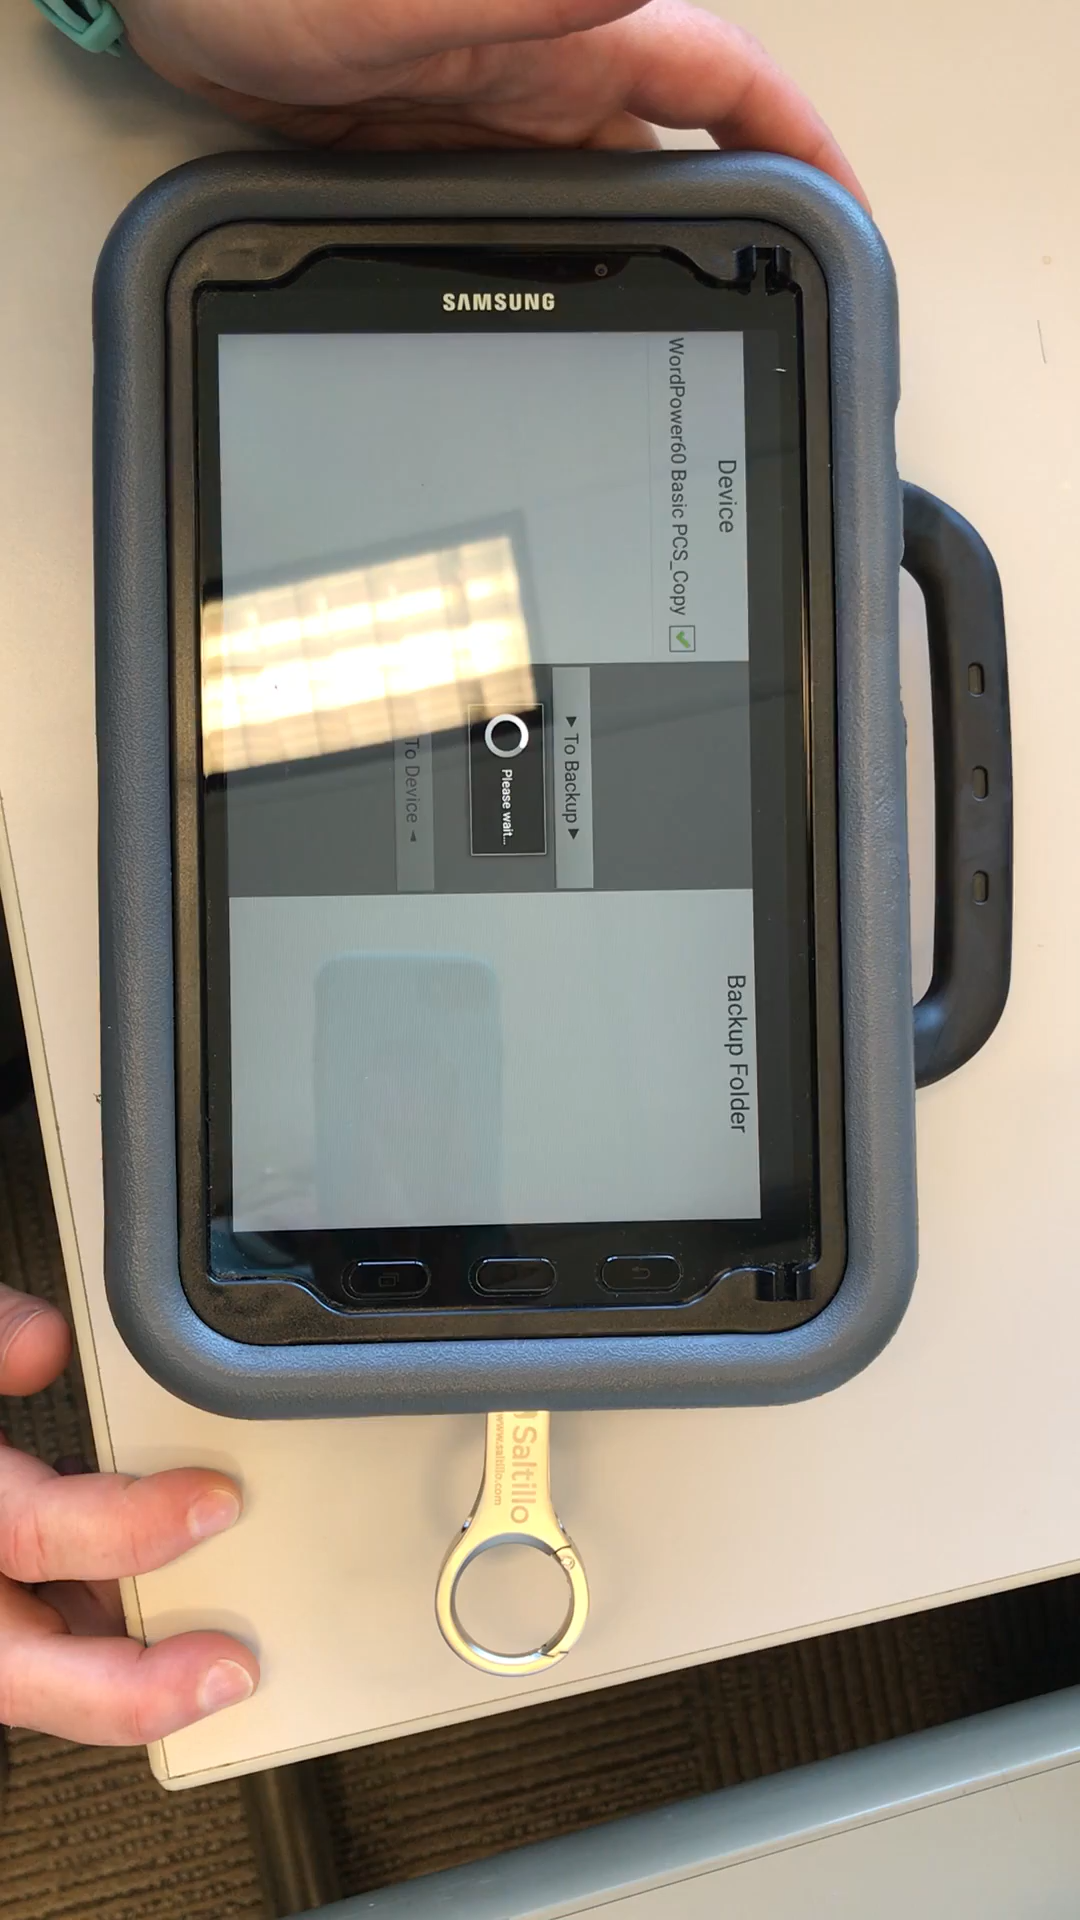 SAMSUNG
Device
WordPower60 Basic PCS_Copy
To Backup
Please wait...
To Device
Backup Folder
Saltillo
www.saltillo.com